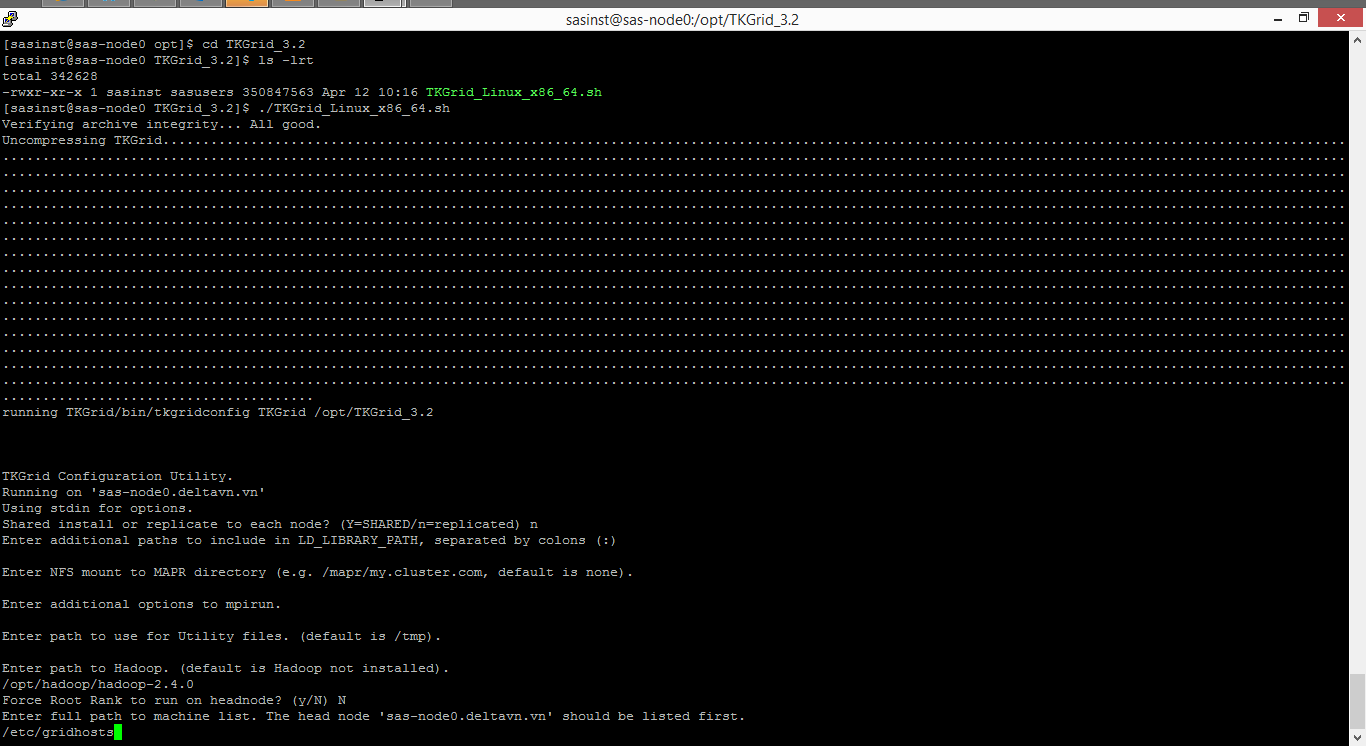 sasinst@sas-node0:/opt/TKGrid_3.2
[sasinst@sas-node0 opt]$ cd TKGrid_3.2
[sasinst@sas-node0 TKGrid_3.2]$ ls -lrt
total 342628
-rwxr-xr-x 1 sasinst sasusers 350847563 Apr 12 10:16 TKGrid_Linux_x86_64.sh
[sasinst@sas-node0 TKGrid_3.2]$ ./TKGrid_Linux_x86_64.sh
Verifying archive integrity... All good.
Uncompressing TKGrid....................................................................................................................................................
running TKGrid/bin/tkgridconfig TKGrid /opt/TKGrid_3.2
TKGrid Configuration Utility.
Running on 'sas-node0.deltavn.vn'
Using stdin for options.
Shared install or replicate to each node? (Y=SHARED/n=replicated) n
Enter additional paths to include in LD_LIBRARY_PATH, separated by colons (:)
Enter NFS mount to MAPR directory (e.g. /mapr/my.cluster.com, default is none).
Enter additional options to mpirun.
Enter path to use for Utility files. (default is /tmp).
Enter path to Hadoop. (default is Hadoop not installed).
/opt/hadoop/hadoop-2.4.0
Force Root Rank to run on headnode? (y/N) N
Enter full path to machine list. The head node 'sas-node0.deltavn.vn' should be listed first.
/etc/gridhosts